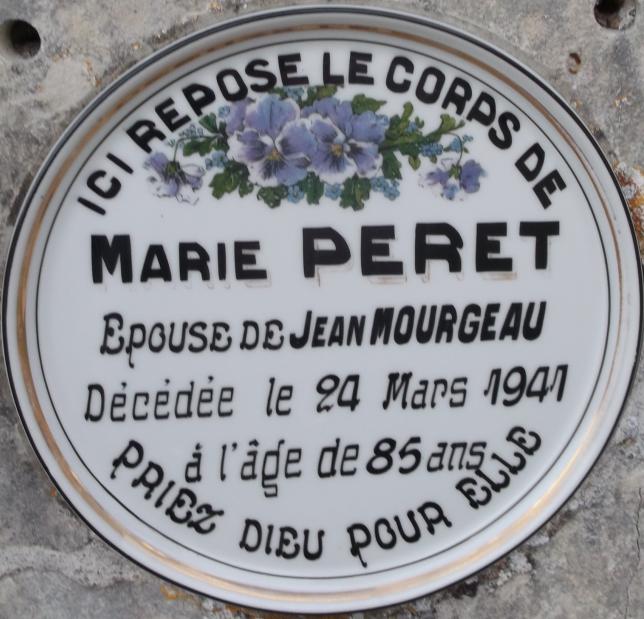 ICI REPOSE LE CORPS DE
MARIE PERET
EPOUSE DE JEAN MOURGEAU
Décédée le 24 Mars 1941
à l'âge de 85 ans
PRIEZ DIEU POUR ELLE